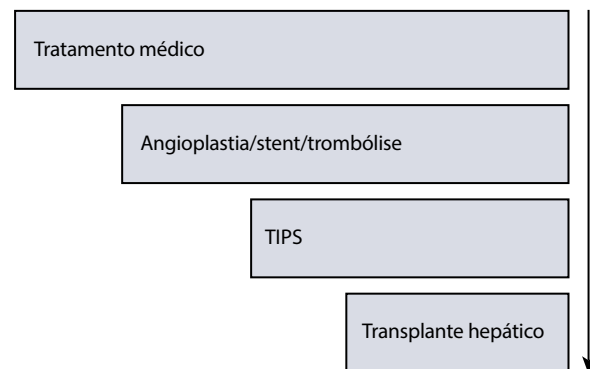 Tratamento médico
Angioplastia/stent/trombólise
TIPS
Transplante hepático